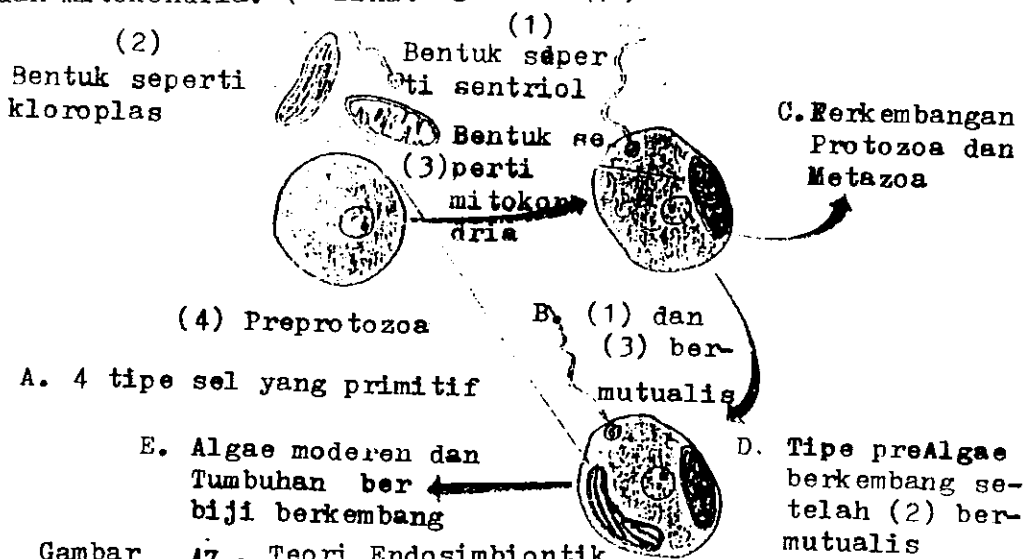 dan mitokondria.
(1)
(2)
Bentuk seper
ti sentriol
Bentuk seperti
kloroplas
Bentuk se
(3) perti
mitokon
dria
C. Perkembangan
Protozoa dan
Metazoa
(4) Preprotozoa
B. (1) dan
(3) ber-
mutualis
A. 4 tipe sel yang primitif
E. Algae moderen dan
Tumbuhan ber
biji berkembang
D. Tipe preAlgae
berkembang se-
telah (2) ber-
mutualis
Gambar 47. Teori Endosimbiontik